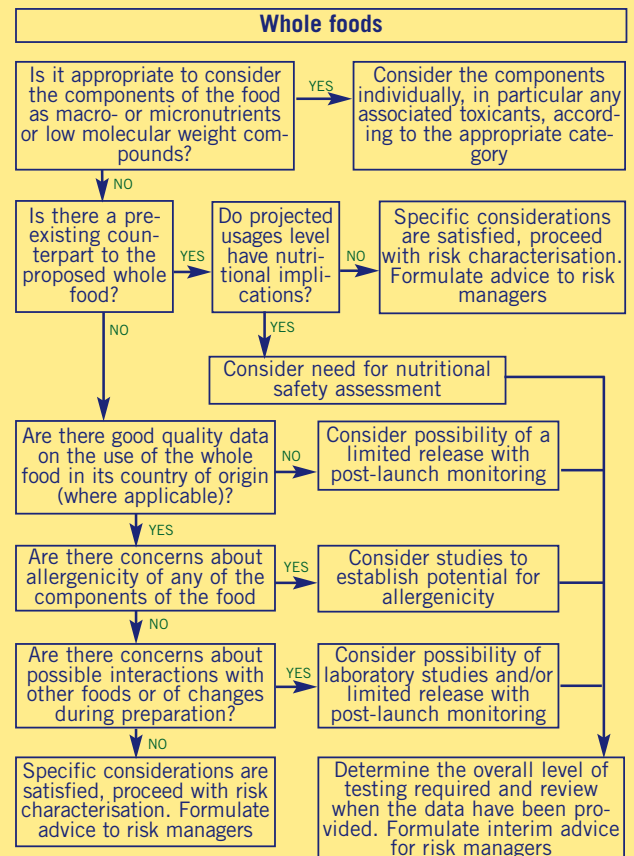 Whole foods
Is it appropriate to consider
the components of the food
as macro- or micronutrients
or low molecular weight com-
pounds?
YES
Consider the components
individually, in particular any
associated toxicants, accord-
ing to the appropriate cate-
gory
NO
Is there a pre-
existing coun-
terpart to the
proposed whole
food?
YES
Do projected
usages level
have nutri-
tional impli-
cations?
NO
Specific considerations
are satisfied, proceed
with risk characterisation.
Formulate advice to risk
managers
NO
YES
Consider need for nutritional
safety assessment
Are there good quality data
on the use of the whole
food in its country of origin
(where applicable)?
NO
Consider possibility of a
limited release with
post-launch monitoring
YES
Are there concerns about
allergenicity of any of the
components of the food
YES
Consider studies to
establish potential for
allergenicity
NO
Are there concerns about
possible interactions with
other foods or of changes
during preparation?
YES
Consider possibility of
laboratory studies and/or
limited release with
post-launch monitoring
NO
Specific considerations are
satisfied, proceed with risk
characterisation. Formulate
advice to risk managers
Determine the overall level of
testing required and review
when the data have been pro-
vided. Formulate interim advice
for risk managers